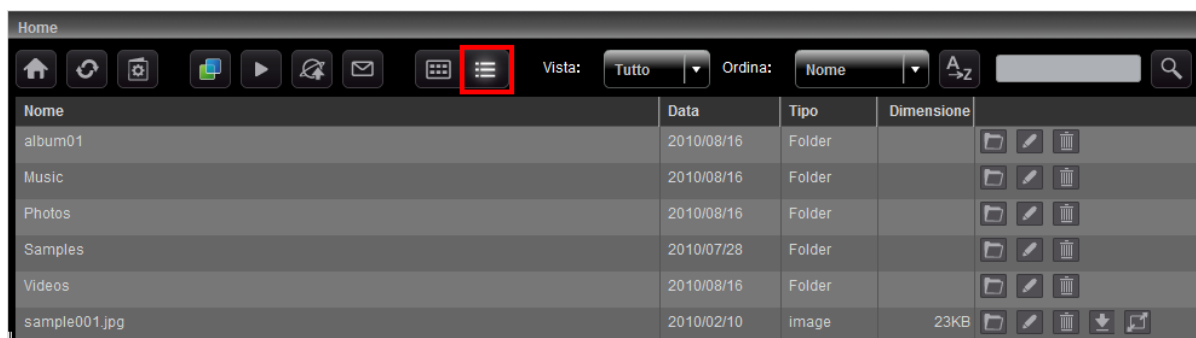 Home
Vista: Tutto Ordina: Nome A→Z
Nome Data Tipo Dimensione
album01 2010/08/16 Folder
Music 2010/08/16 Folder
Photos 2010/08/16 Folder
Samples 2010/07/28 Folder
Videos 2010/08/16 Folder
sample001.jpg 2010/02/10 image 23KB